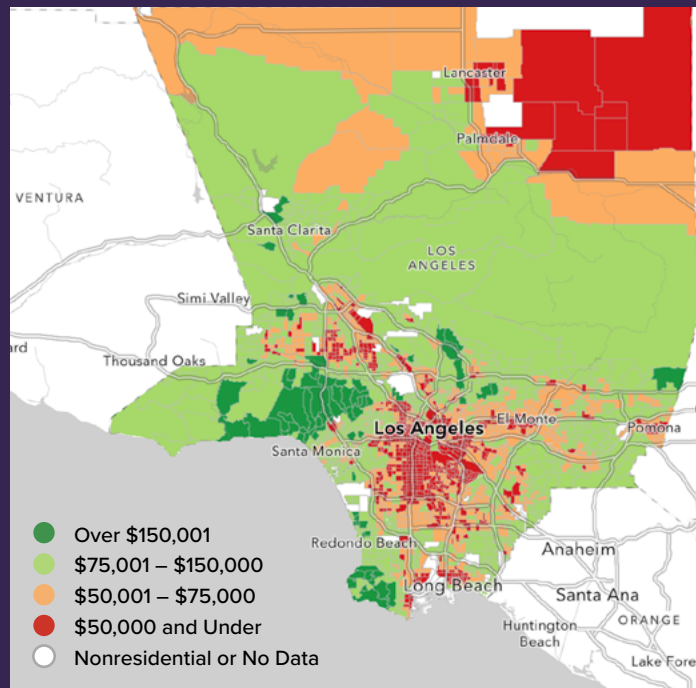 Lancaster
Palmdale
VENTURA
Santa Clarita
LOS
ANGELES
Simi Valley
ard
Thousand Oaks
El Monte
Los Angeles
Pomona
Santa Monica
Redondo Beach
Anaheim
Long Beach
Santa Ana
ORANGE
Huntington
Beach
Lake Fore
Over $150,001
$75,001 – $150,000
$50,001 – $75,000
$50,000 and Under
Nonresidential or No Data